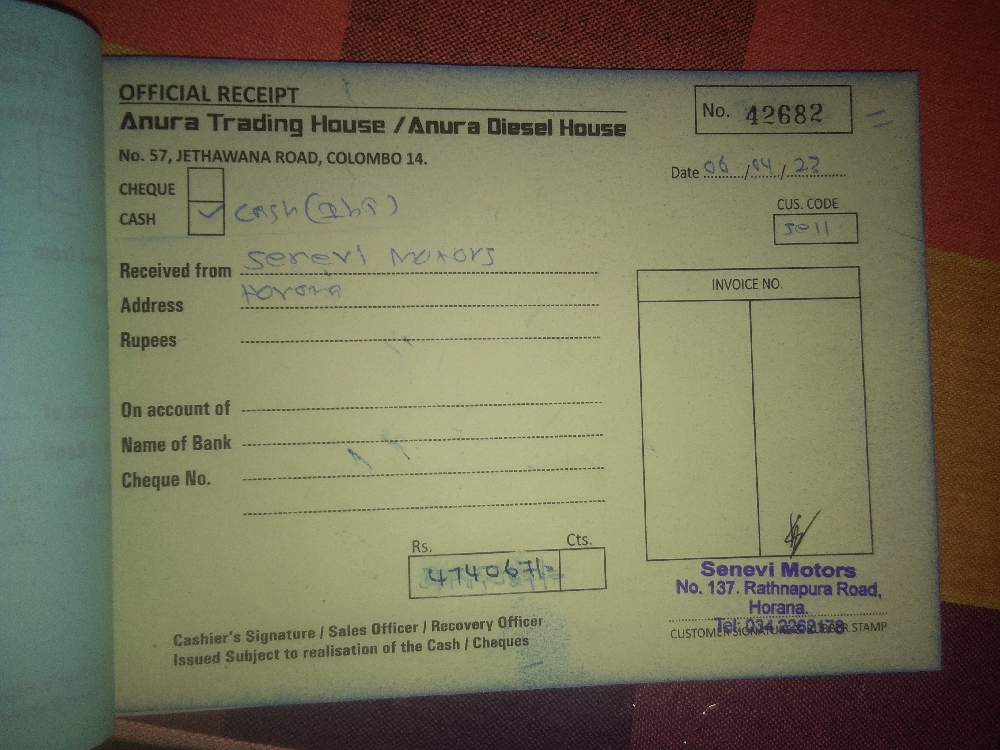 OFFICIAL RECEIPT
Anura Trading House / Anura Diesel House
No. 42682
No. 57, JETHAWANA ROAD, COLOMBO 14.
Date 06/04/23
CHEQUE
CASH ✓ Cash
CUS. CODE
Received from Senevi Motors
Address Horana
INVOICE NO.
Rupees
On account of
Name of Bank
Cheque No.
Rs. Cts.
474067/=
Senevi Motors
No. 137. Rathnapura Road,
Horana.
Tel: 034 2262178
CUSTOMER SIGNATURE RUBBER STAMP
Cashier's Signature / Sales Officer / Recovery Officer
Issued Subject to realisation of the Cash / Cheques